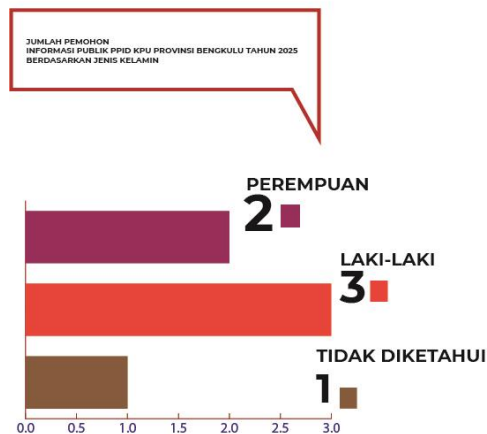 JUMLAH PEMOHON
INFORMASI PUBLIK PPID KPU PROVINSI BENGKULU TAHUN 2025
BERDASARKAN JENIS KELAMIN
PEREMPUAN
2
LAKI-LAKI
3
TIDAK DIKETAHUI
1
0.0 0.5 1.0 1.5 2.0 2.5 3.0